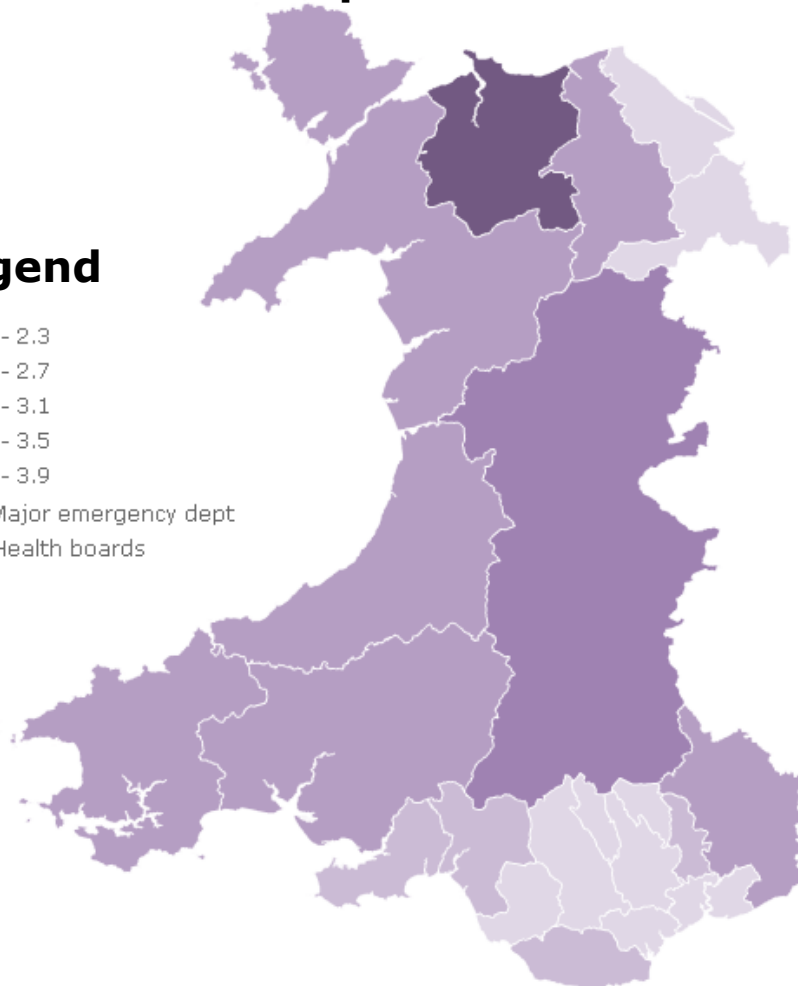 gend
- 2.3
- 2.7
- 3.1
- 3.5
- 3.9
Major emergency dept
Health boards